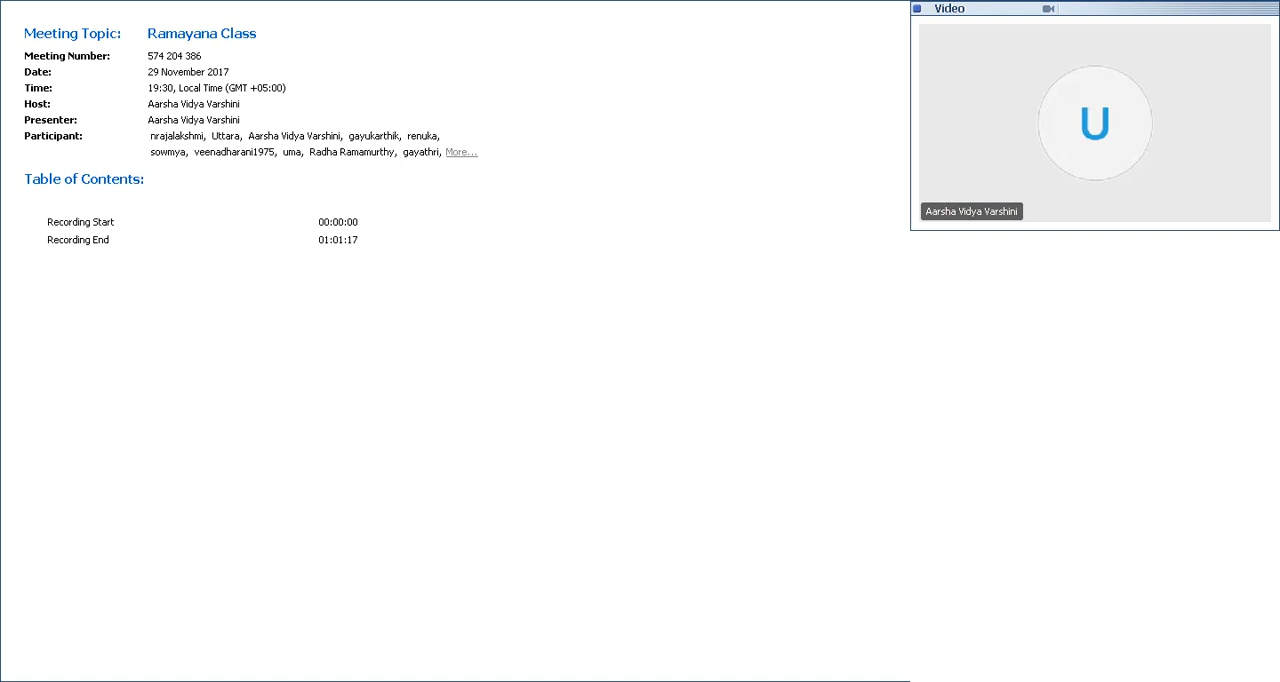 Meeting Topic: Ramayana Class
Meeting Number: 574 204 386
Date: 29 November 2017
Time: 19:30, Local Time (GMT +05:00)
Host: Aarsha Vidya Varshini
Presenter: Aarsha Vidya Varshini
Participant: nrajalakshmi, Uttara, Aarsha Vidya Varshini, gayukarthik, renuka,
sowmya, veenadharani1975, uma, Radha Ramamurthy, gayathri, More...
Table of Contents:
Recording Start 00:00:00
Recording End 01:01:17
Video
U
Aarsha Vidya Varshini